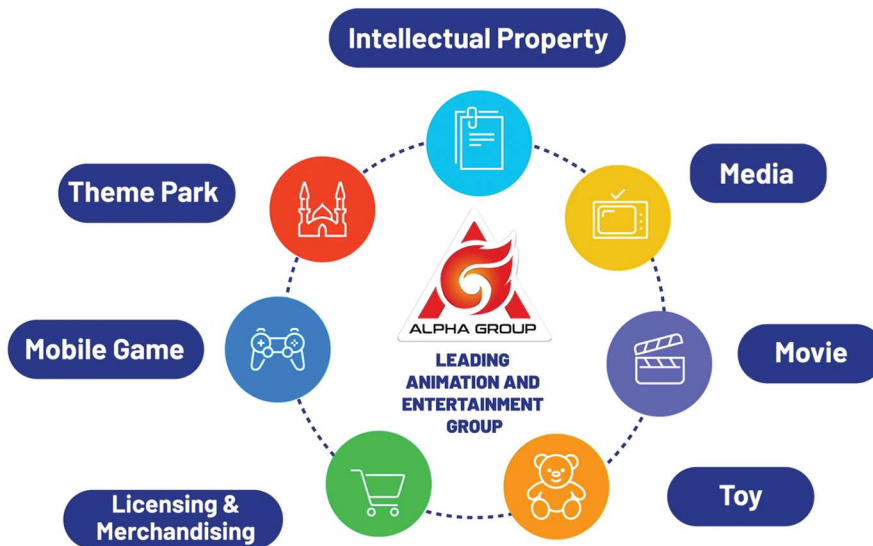 Intellectual Property
Theme Park
Media
Mobile Game
Movie
ALPHA GROUP
LEADING
ANIMATION AND
ENTERTAINMENT
GROUP
Licensing &
Merchandising
Toy